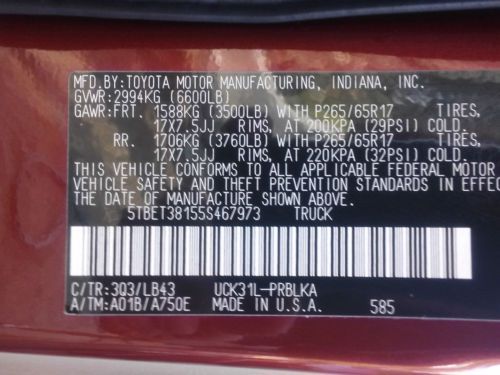 MFD.BY:TOYOTA MOTOR MANUFACTURING, INDIANA, INC.
GVWR:2994KG (6600LB)
GAWR:FRT. 1588KG (3500LB) WITH P265/65R17 TIRES,
17X7.5JJ RIMS, AT 200KPA (29PSI) COLD.
RR. 1706KG (3760LB) WITH P265/65R17 TIRES,
17X7.5JJ RIMS, AT 220KPA (32PSI) COLD.
THIS VEHICLE CONFORMS TO ALL APPLICABLE FEDERAL MOTOR
VEHICLE SAFETY AND THEFT PREVENTION STANDARDS IN EFFE
THE DATE OF MANUFACTURE SHOWN ABOVE.
5TBET38155S467973 TRUCK
C/TR: 3Q3/LB43 UCK31L-PRBLKA
A/TM: A01B/A750E MADE IN U.S.A. 585